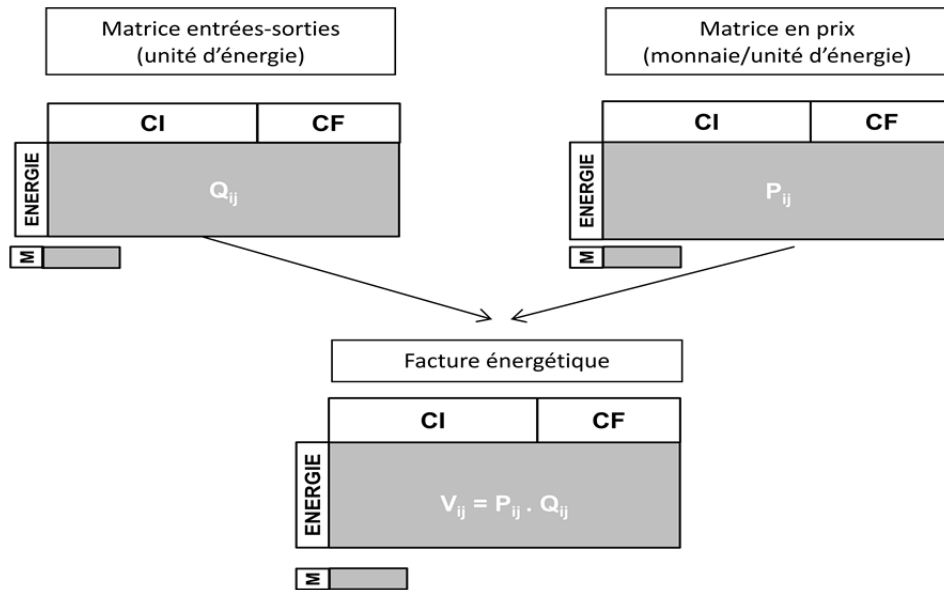 Matrice entrées-sorties
(unité d'énergie)
Matrice en prix
(monnaie/unité d'énergie)
CI
CF
ENERGIE
Qij
M
CI
CF
ENERGIE
Pij
M
Facture énergétique
CI
CF
ENERGIE
Vij = Pij . Qij
M